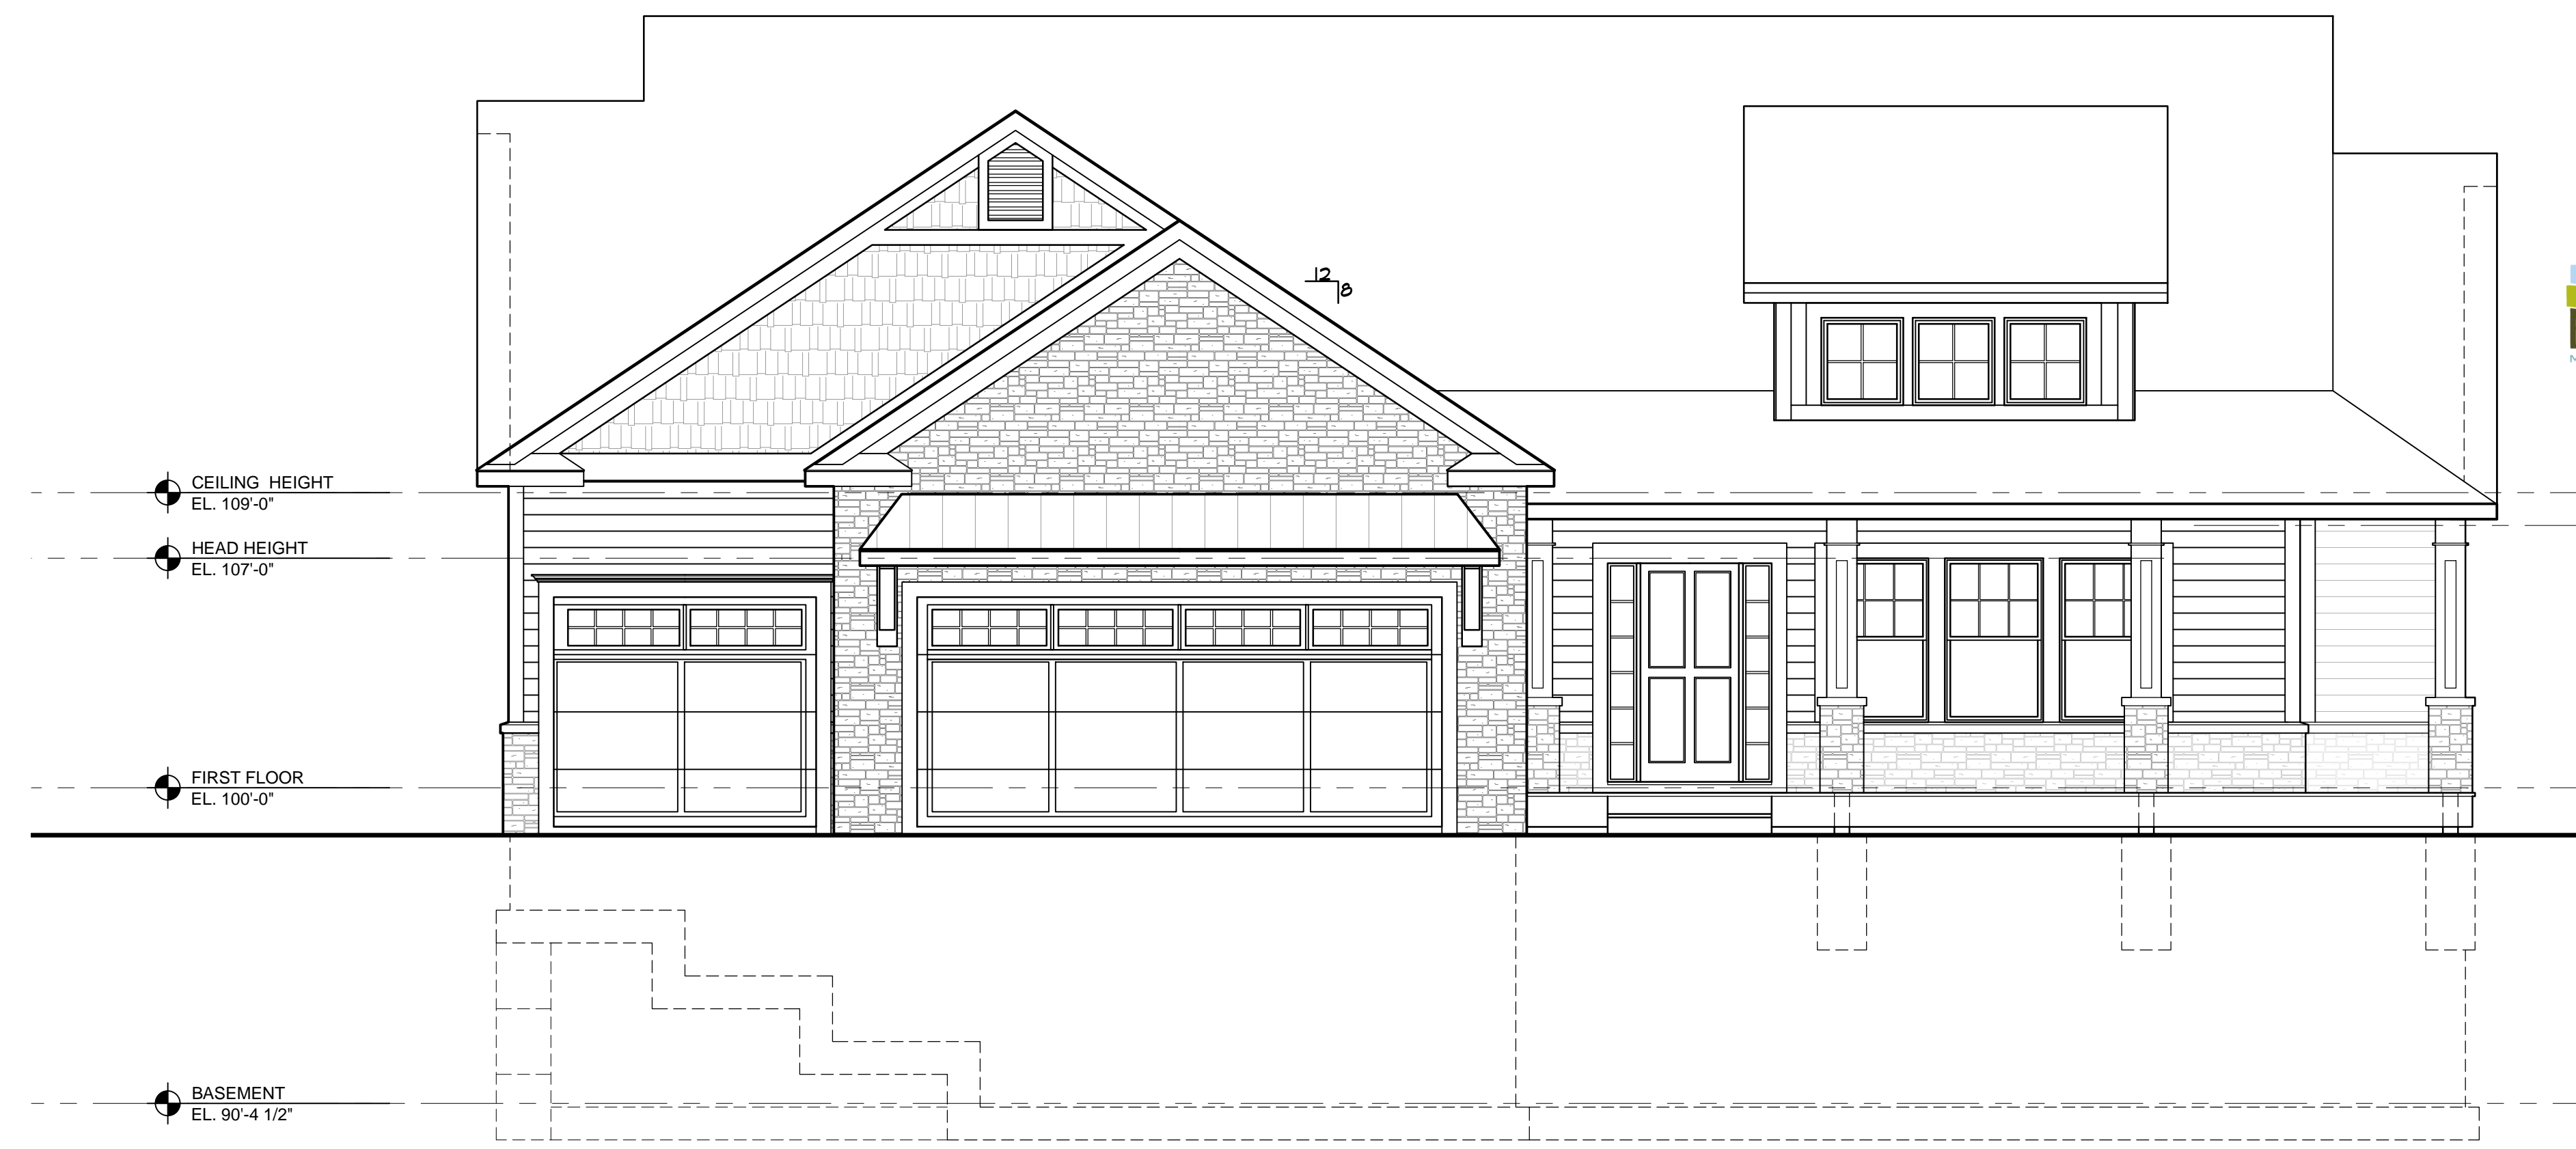 12
8
CEILING HEIGHT
EL. 109'-0"
HEAD HEIGHT
EL. 107'-0"
FIRST FLOOR
EL. 100'-0"
BASEMENT
EL. 90'-4 1/2"